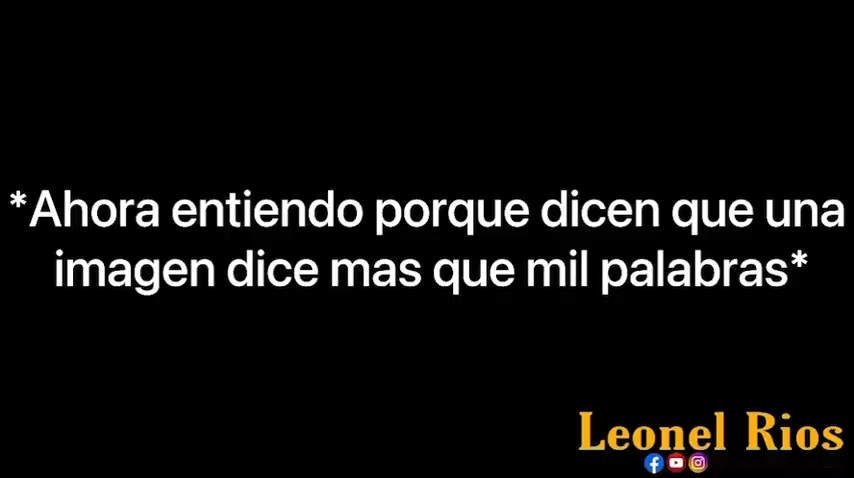 *Ahora entiendo porque dicen que una
imagen dice mas que mil palabras*
Leonel Rios